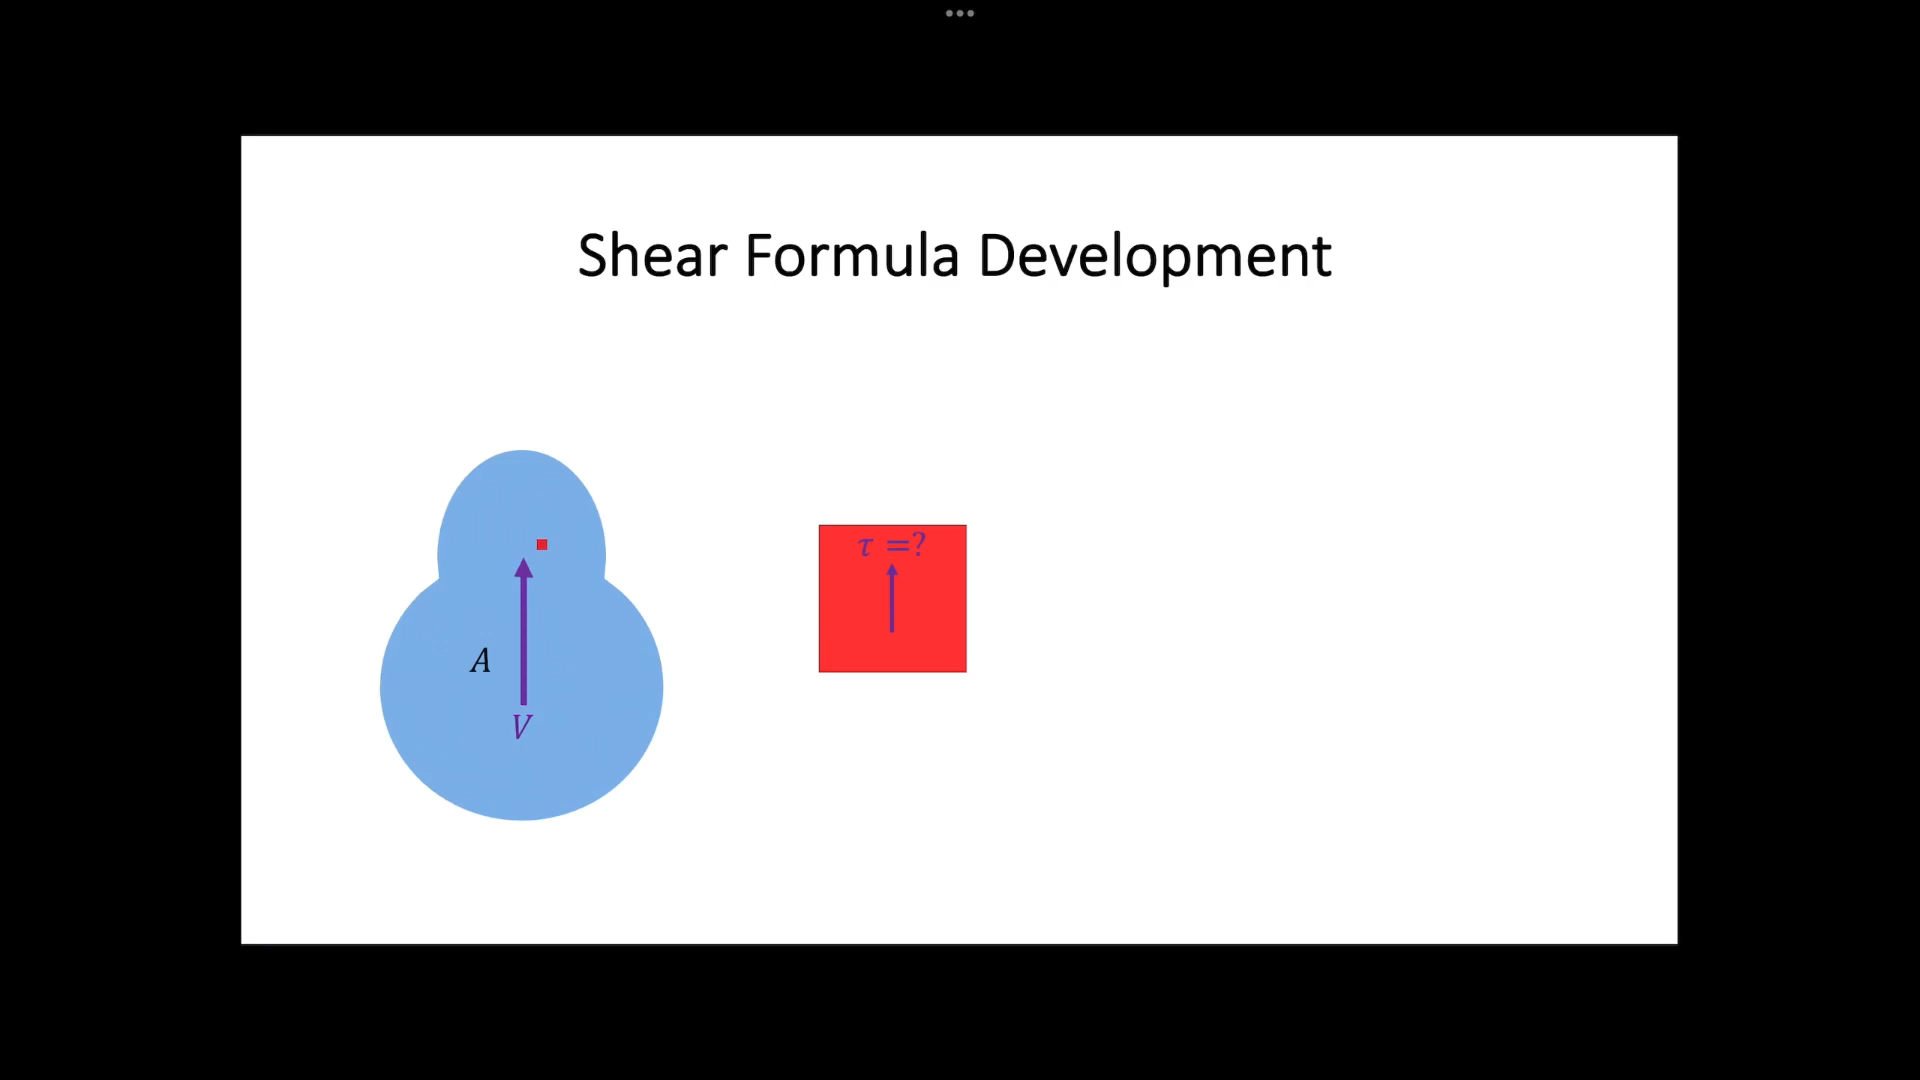 Shear Formula Development
τ =?
A
V